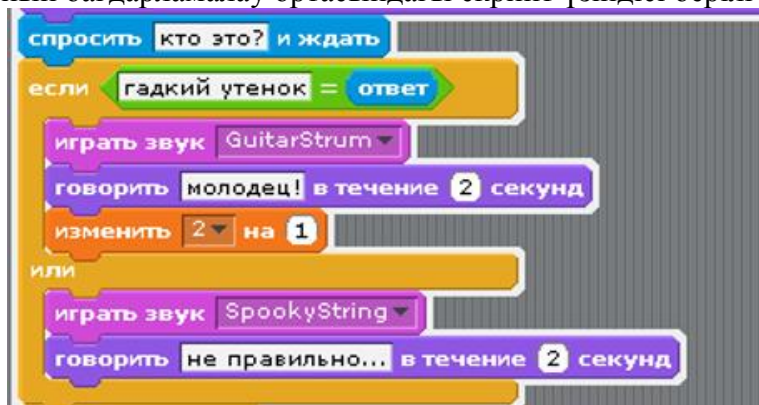 спросить кто это? и ждать
если гадкий утенок = ответ
играть звук GuitarStrum
говорить молодец! в течение 2 секунд
изменить 2 на 1
или
играть звук SpookyString
говорить не правильно... в течение 2 секунд